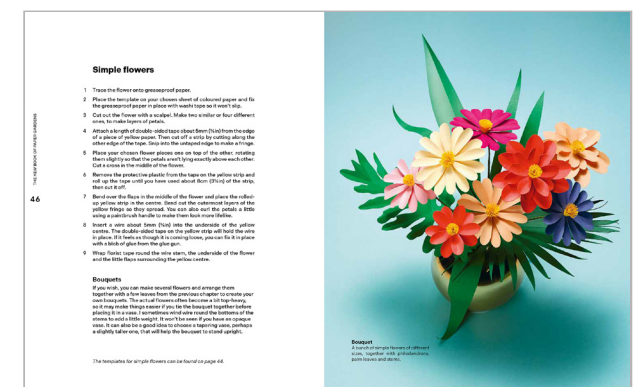 Simple flowers
1 Trace the flower onto greaseproof paper.
2 Place the template on your chosen sheet of coloured paper and fix
the greaseproof paper in place with washi tape so it won't slip.
3 Cut out the flower with a scalpel. Make two similar or four different
ones, to make layers of petals.
4 Attach a length of double-sided tape about 5mm (¼in) from the edge
of a piece of yellow paper. Then cut off a strip by cutting along the
other edge of the tape. Snip into the untaped edge to make a fringe.
5 Place your chosen flower pieces one on top of the other, rotating
them slightly so that the petals aren't lying exactly above each other.
Cut a cross in the middle of the flower.
6 Remove the protective plastic from the tape on the yellow strip and
roll up the tape until you have used about 8cm (3¼in) of the strip,
then cut it off.
7 Bend over the flaps in the middle of the flower and place the rolled-
up yellow strip in the centre. Bend out the outermost layers of the
yellow fringe so they spread. You can also curl the petals a little
using a paintbrush handle to make them look more lifelike.
8 Insert a wire about 5mm (¼in) into the underside of the yellow
centre. The double-sided tape on the yellow strip will hold the wire
in place. If it feels as though it is coming loose, you can fix it in place
with a blob of glue from the glue gun.
9 Wrap florist tape round the wire stem, the underside of the flower
and the little flaps surrounding the yellow centre.
Bouquets
If you wish, you can make several flowers and arrange them
together with a few leaves from the previous chapter to create your
own bouquets. The actual flowers often become a bit top-heavy,
so it may make things easier if you tie the bouquet together before
placing it in a vase. I sometimes wind wire round the bottoms of the
stems to add a little weight. It won't be seen if you have an opaque
vase. It can also be a good idea to choose a tapering vase, perhaps
a slightly taller one, that will help the bouquet to stand upright.
The templates for simple flowers can be found on page 48.
THE NEW BOOK OF PAPER GARDENS
46
Bouquet
A bunch of simple flowers of different
sizes, together with philodendrons,
palm leaves and stems.